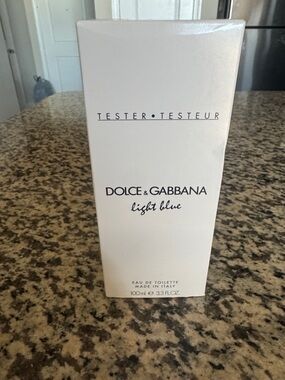 TESTER • TESTEUR
DOLCE & GABBANA
light blue
EAU DE TOILETTE
MADE IN ITALY
100ml e 3.3 FL.OZ.